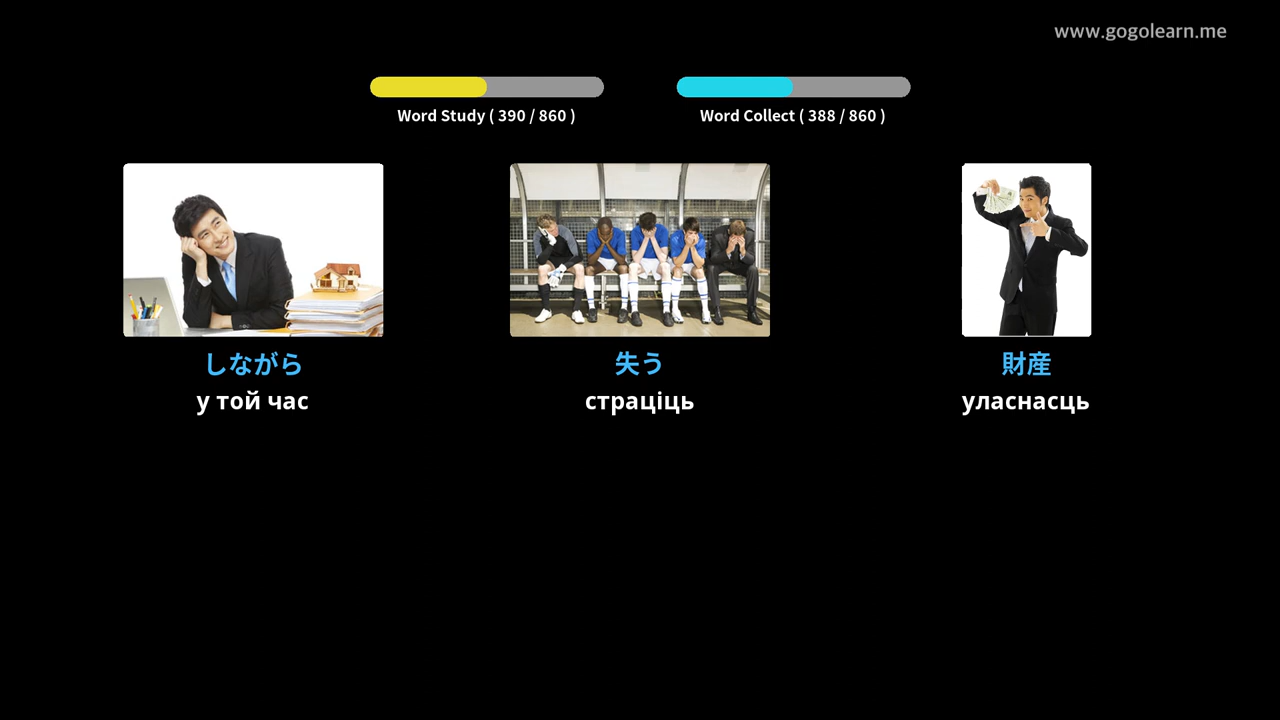 www.gogolearn.me
Word Study ( 390 / 860 )
Word Collect ( 388 / 860 )
しながら
у той час
失う
страціць
財産
уласнасць